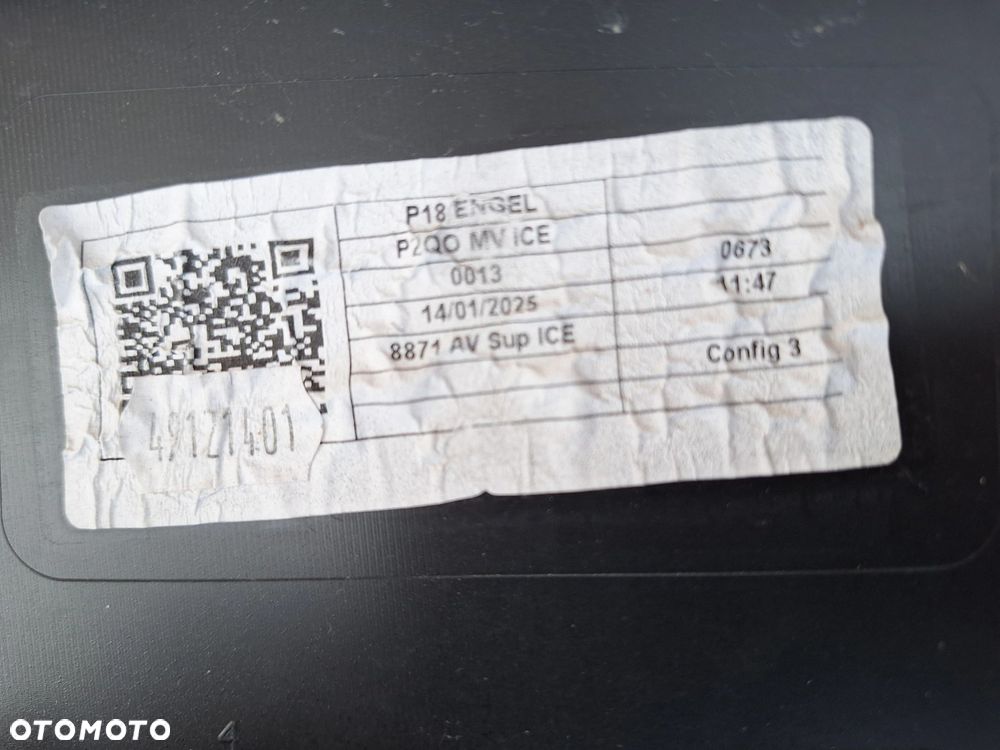 P18 ENGEL
P2QO MV ICE
0013 0673
14/01/2025 11:47
8871 AV Sup ICE Config 3
49121401
OTOMOTO
4